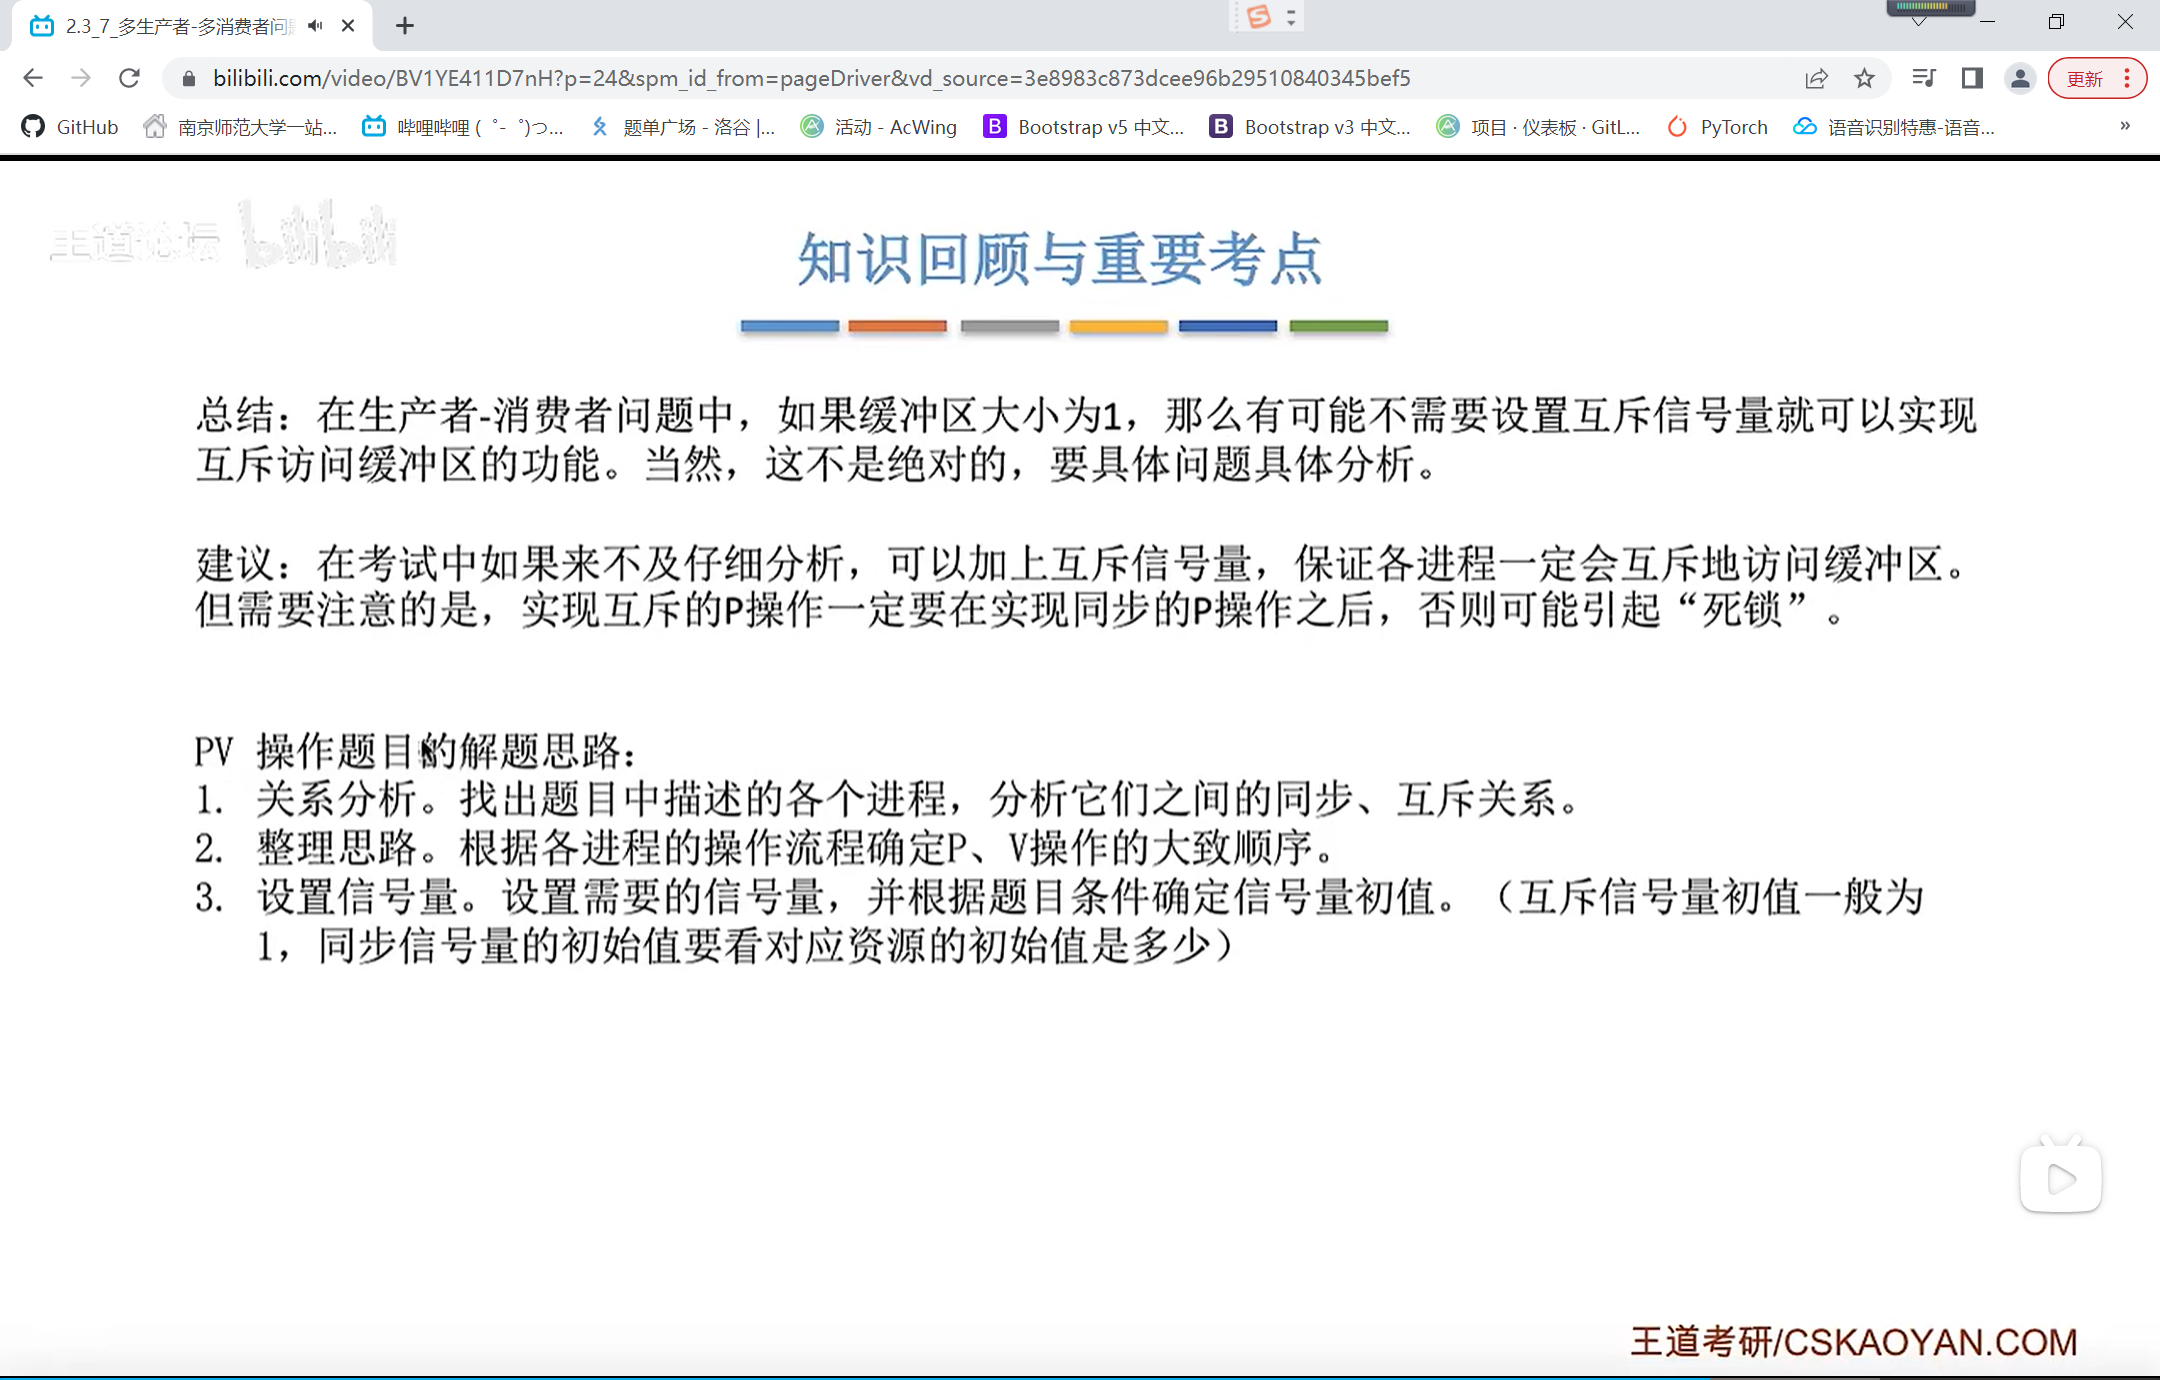 2.3_7_多生产者-多消费者问
bilibili.com/video/BV1YE411D7nH?p=24&spm_id_from=pageDriver&vd_source=3e8983c873dcee96b29510840345bef5
更新
GitHub
南京师范大学一站...
哔哩哔哩 (゜-゜)つ...
题单广场 - 洛谷 |...
活动 - AcWing
Bootstrap v5 中文...
Bootstrap v3 中文...
项目 · 仪表板 · GitL...
PyTorch
语音识别特惠-语音...
»
王道论坛 bilibili
知识回顾与重要考点
总结：在生产者-消费者问题中，如果缓冲区大小为1，那么有可能不需要设置互斥信号量就可以实现
互斥访问缓冲区的功能。当然，这不是绝对的，要具体问题具体分析。
建议：在考试中如果来不及仔细分析，可以加上互斥信号量，保证各进程一定会互斥地访问缓冲区。
但需要注意的是，实现互斥的P操作一定要在实现同步的P操作之后，否则可能引起“死锁”。
PV 操作题目的解题思路：
1. 关系分析。找出题目中描述的各个进程，分析它们之间的同步、互斥关系。
2. 整理思路。根据各进程的操作流程确定P、V操作的大致顺序。
3. 设置信号量。设置需要的信号量，并根据题目条件确定信号量初值。（互斥信号量初值一般为
1，同步信号量的初始值要看对应资源的初始值是多少）
王道考研/CSKAOYAN.COM